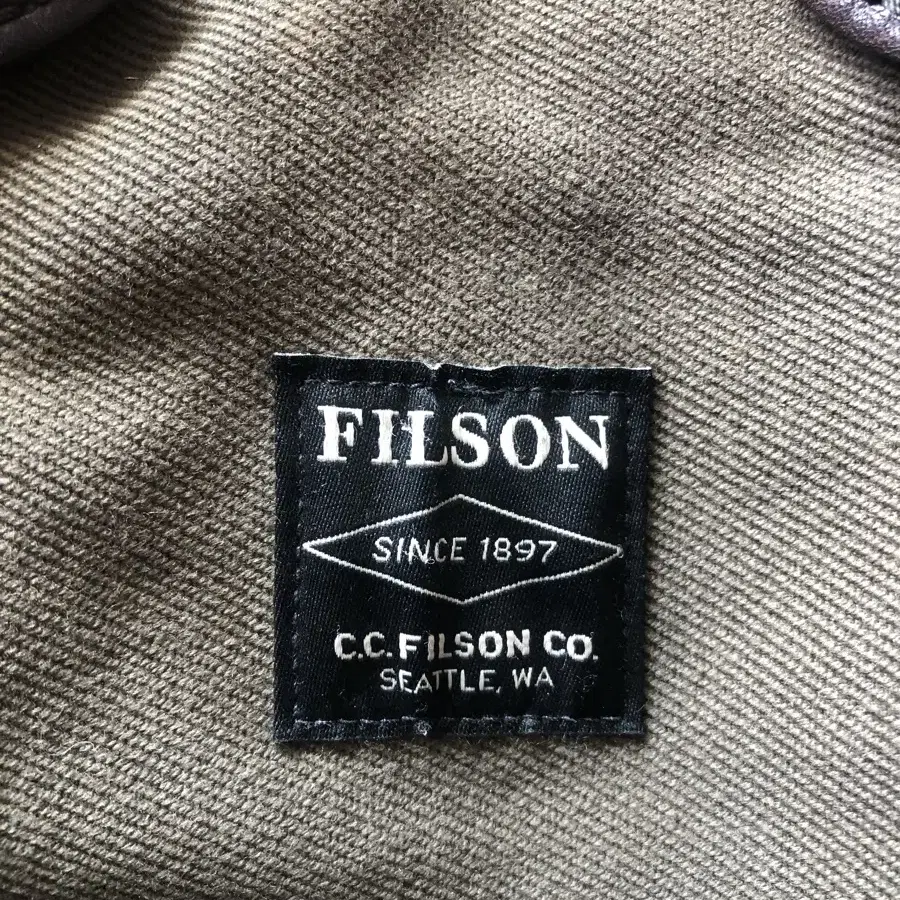 FILSON
SINCE 1897
C.C. FILSON CO.
SEATTLE, WA